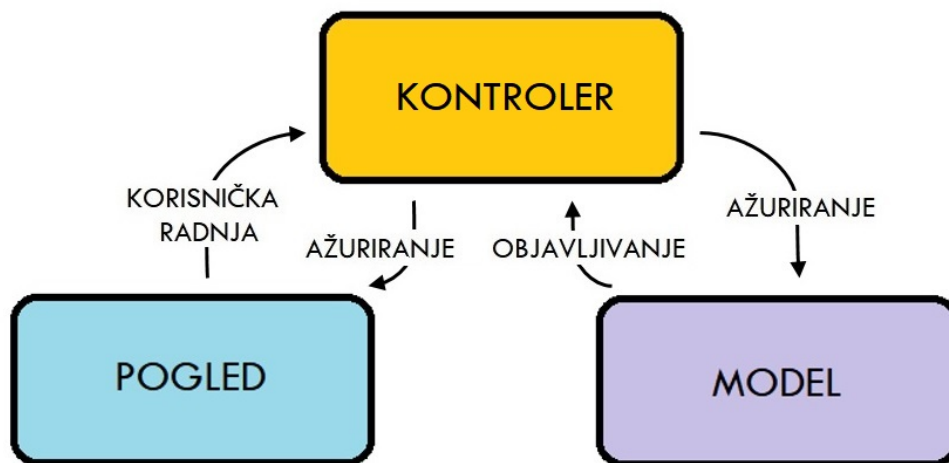 KONTROLER
KORISNIČKA
RADNJA
AŽURIRANJE
OBJAVLJIVANJE
AŽURIRANJE
POGLED
MODEL